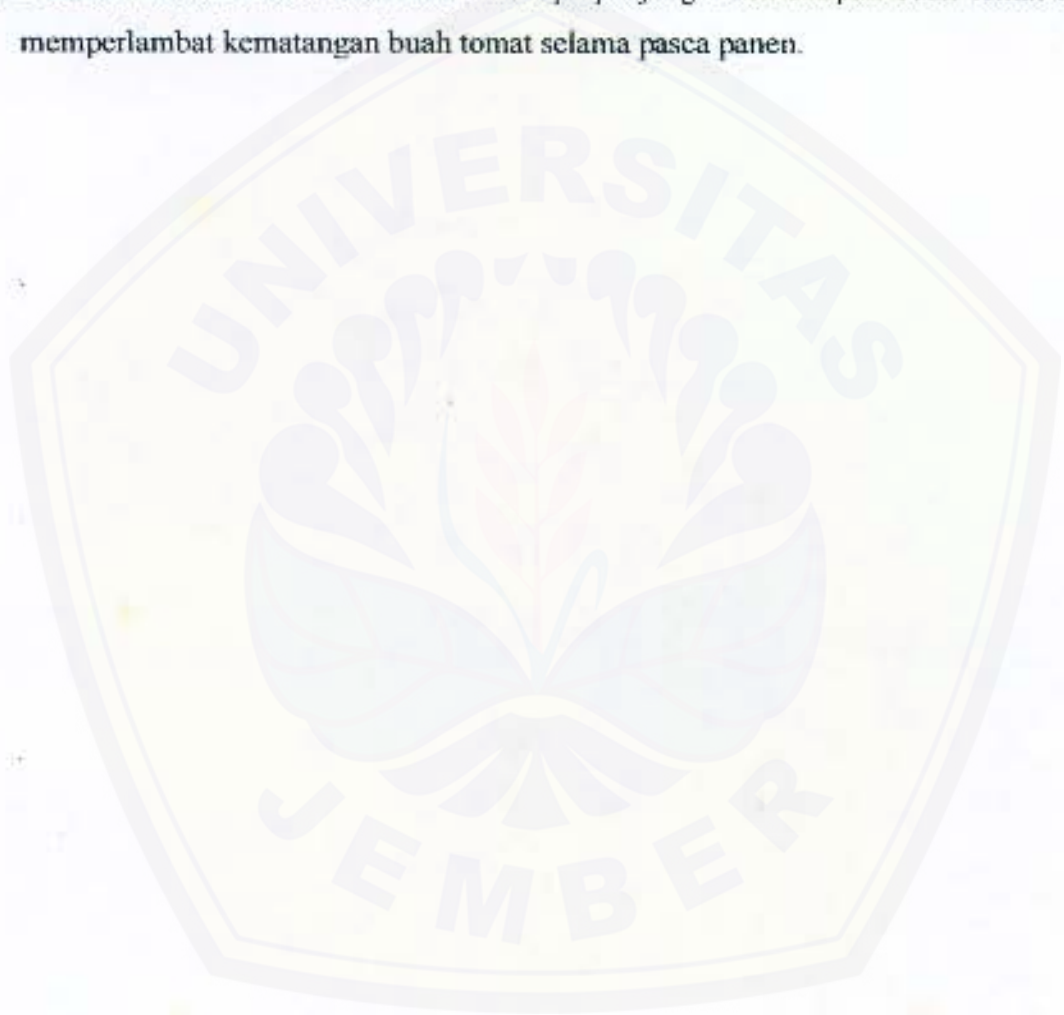 memperlambat kematangan buah tomat selama pasca panen.
UNIVERSITAS
JEMBER